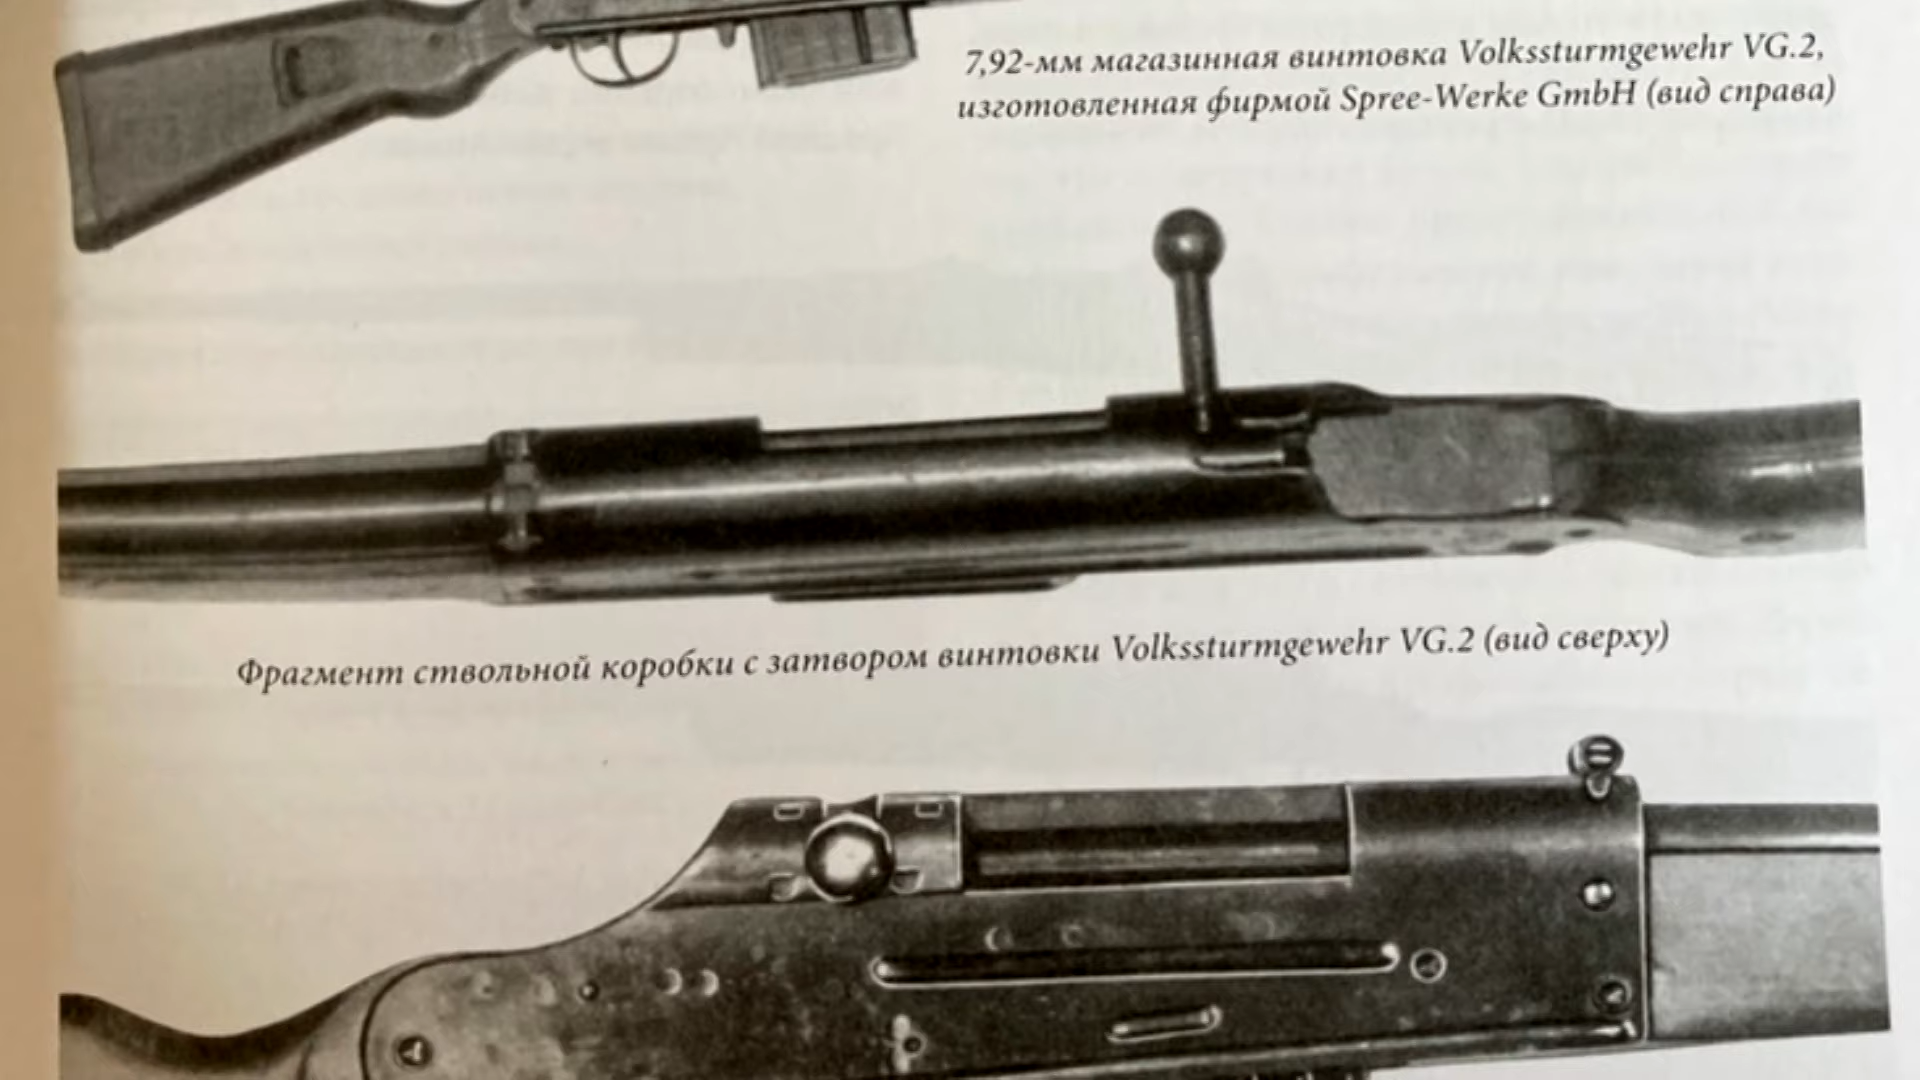 7,92-мм магазинная винтовка Volkssturmgewehr VG.2,
изготовленная фирмой Spree-Werke GmbH (вид справа)
Фрагмент ствольной коробки с затвором винтовки Volkssturmgewehr VG.2 (вид сверху)